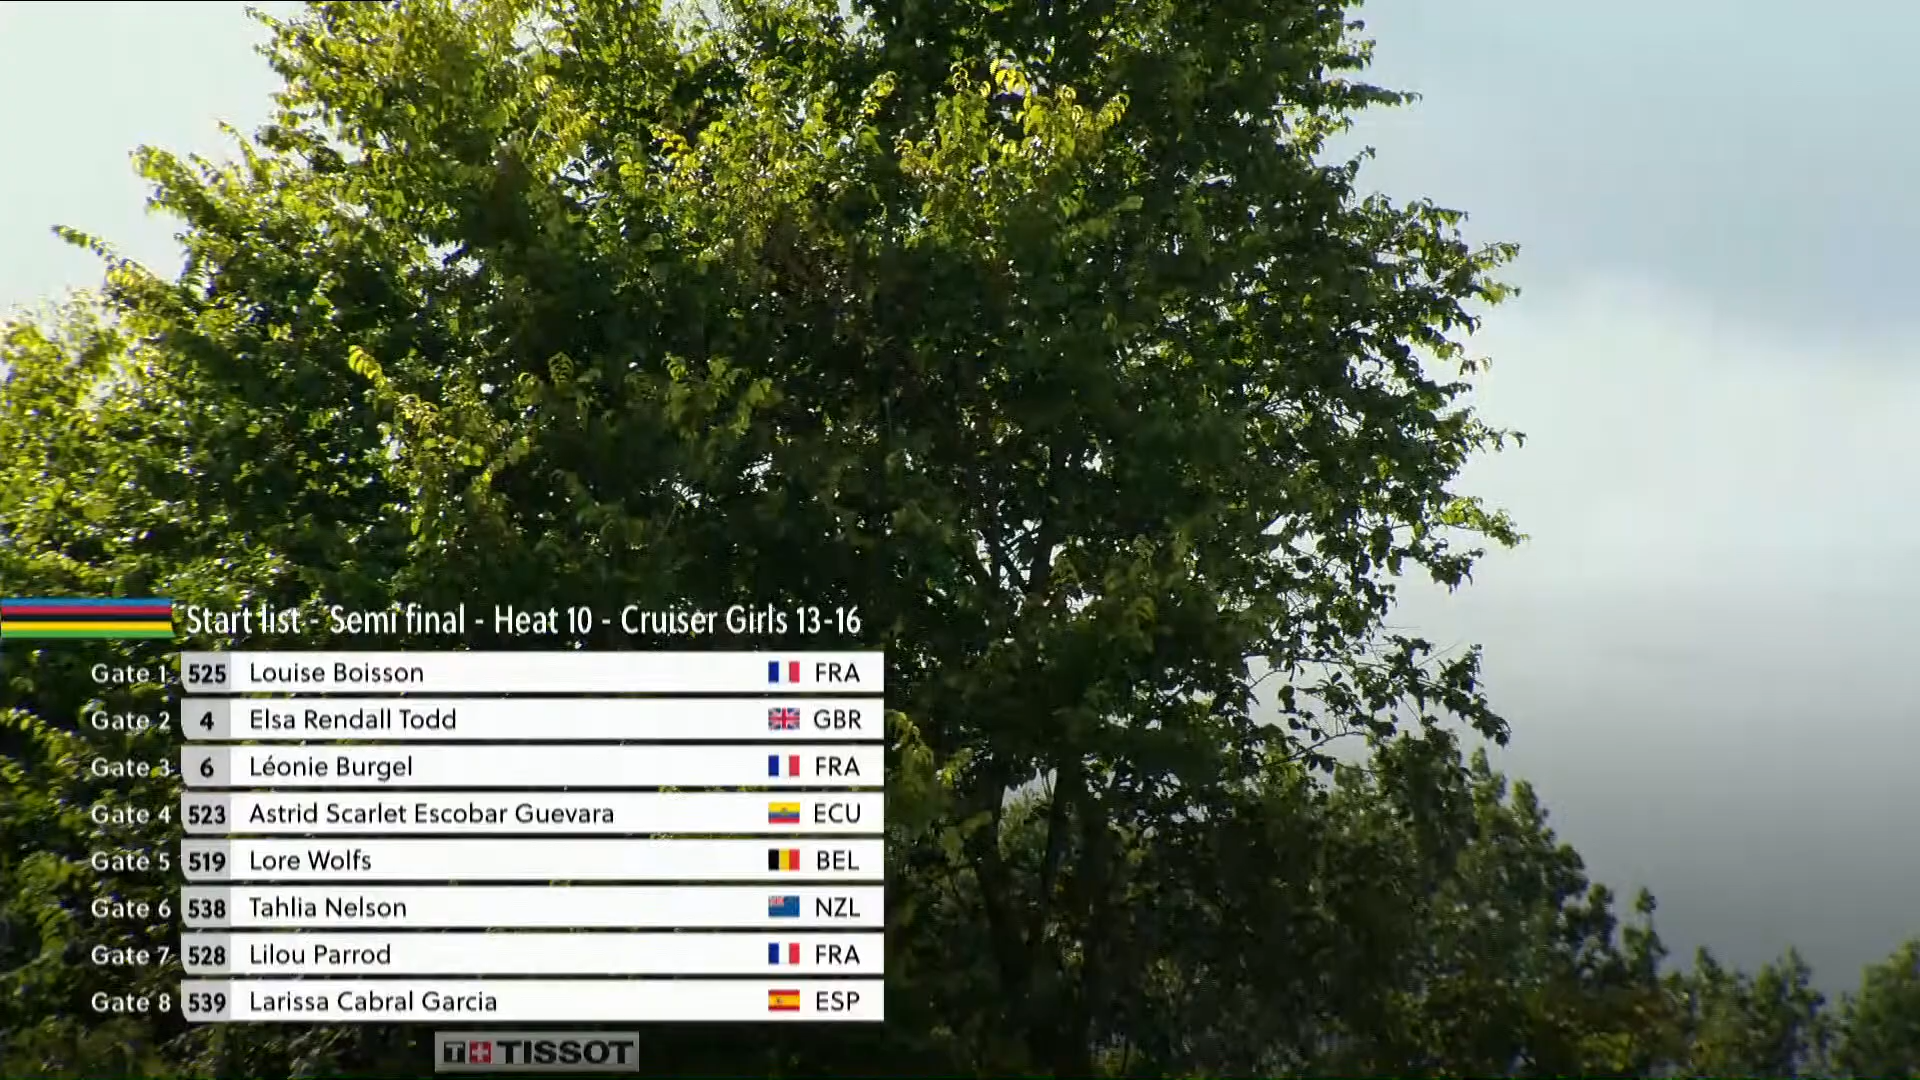 Start list - Semi final - Heat 10 - Cruiser Girls 13-16
Gate 1 525 Louise Boisson FRA
Gate 2 4 Elsa Rendall Todd GBR
Gate 3 6 Léonie Burgel FRA
Gate 4 523 Astrid Scarlet Escobar Guevara ECU
Gate 5 519 Lore Wolfs BEL
Gate 6 538 Tahlia Nelson NZL
Gate 7 528 Lilou Parrod FRA
Gate 8 539 Larissa Cabral Garcia ESP
TISSOT